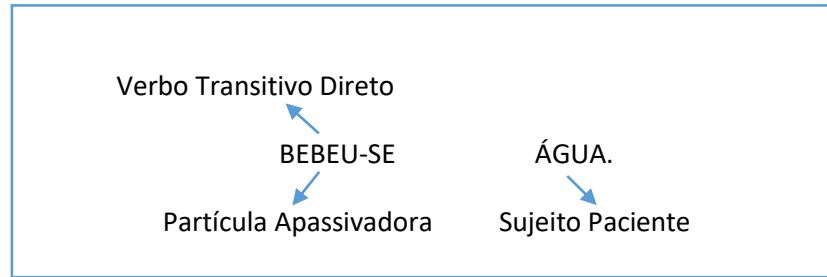 Verbo Transitivo Direto
BEBEU-SE ÁGUA.
Partícula Apassivadora Sujeito Paciente